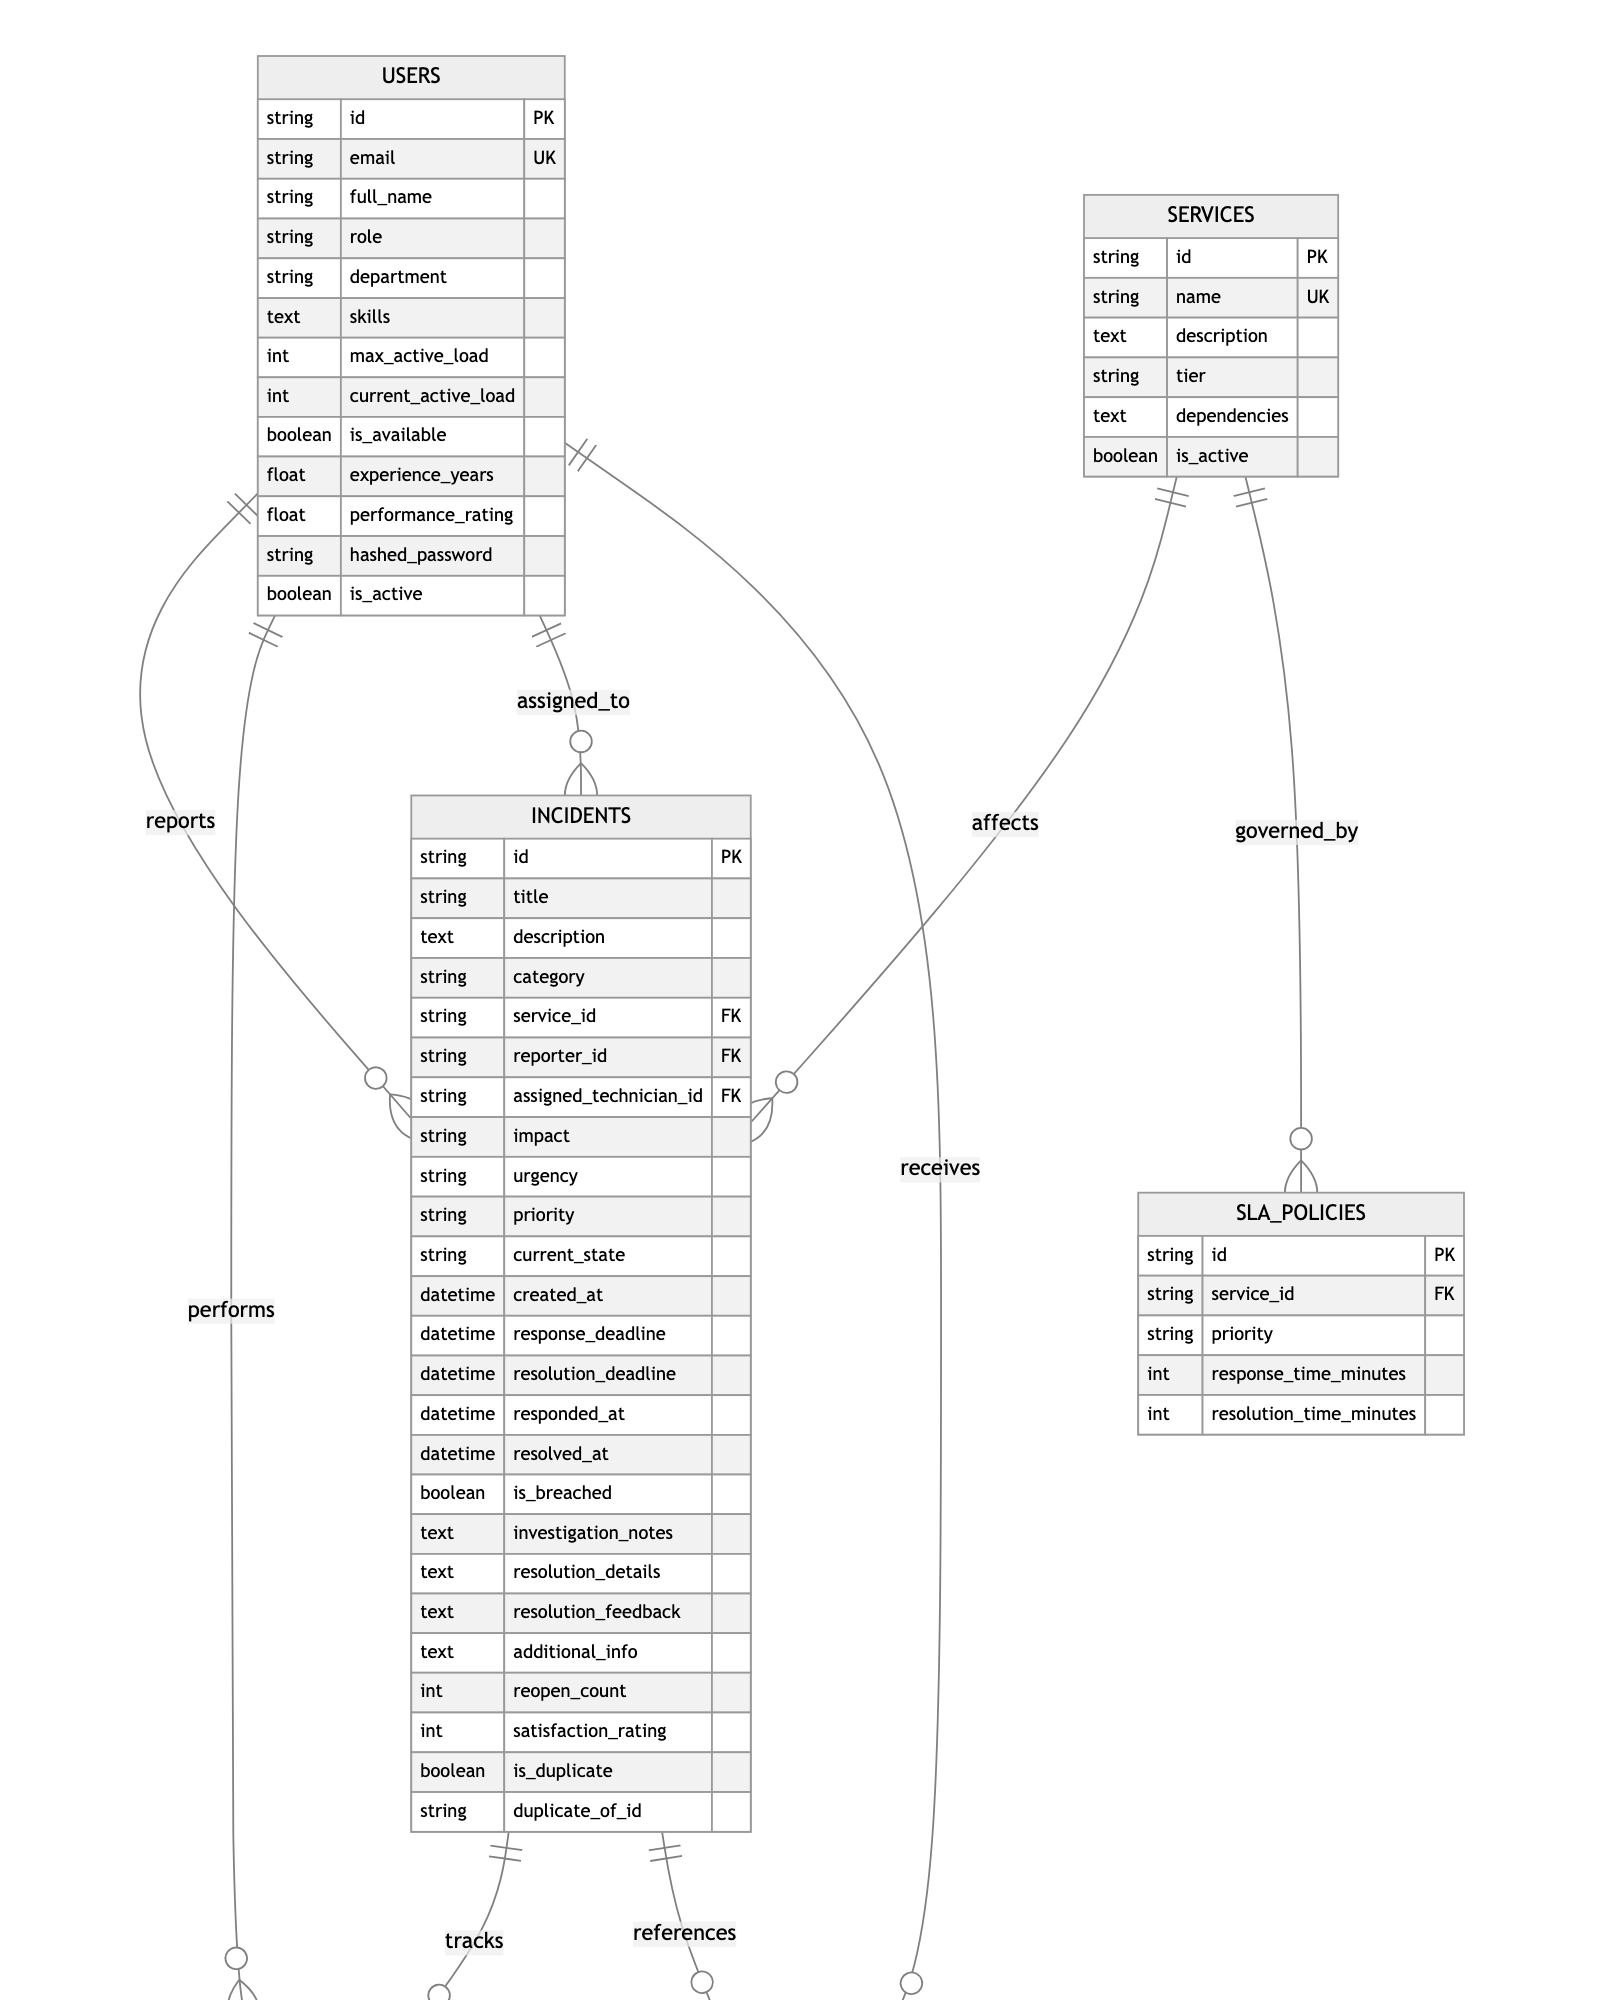 USERS
string id PK
string email UK
string full_name
string role
string department
text skills
int max_active_load
int current_active_load
boolean is_available
float experience_years
float performance_rating
string hashed_password
boolean is_active
SERVICES
string id PK
string name UK
text description
string tier
text dependencies
boolean is_active
assigned_to
reports
affects
governed_by
INCIDENTS
string id PK
string title
text description
string category
string service_id FK
string reporter_id FK
string assigned_technician_id FK
string impact
string urgency
string priority
string current_state
datetime created_at
datetime response_deadline
datetime resolution_deadline
datetime responded_at
datetime resolved_at
boolean is_breached
text investigation_notes
text resolution_details
text resolution_feedback
text additional_info
int reopen_count
int satisfaction_rating
boolean is_duplicate
string duplicate_of_id
receives
SLA_POLICIES
string id PK
string service_id FK
string priority
int response_time_minutes
int resolution_time_minutes
performs
tracks
references